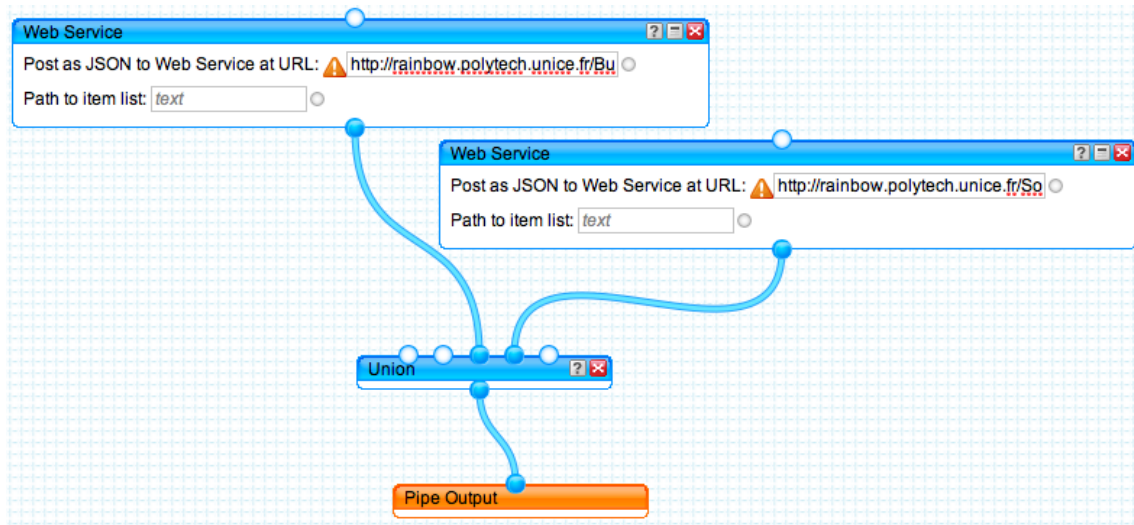 Web Service
Post as JSON to Web Service at URL: http://rainbow.polytech.unice.fr/Bu
Path to item list: text
Web Service
Post as JSON to Web Service at URL: http://rainbow.polytech.unice.fr/So
Path to item list: text
Union
Pipe Output